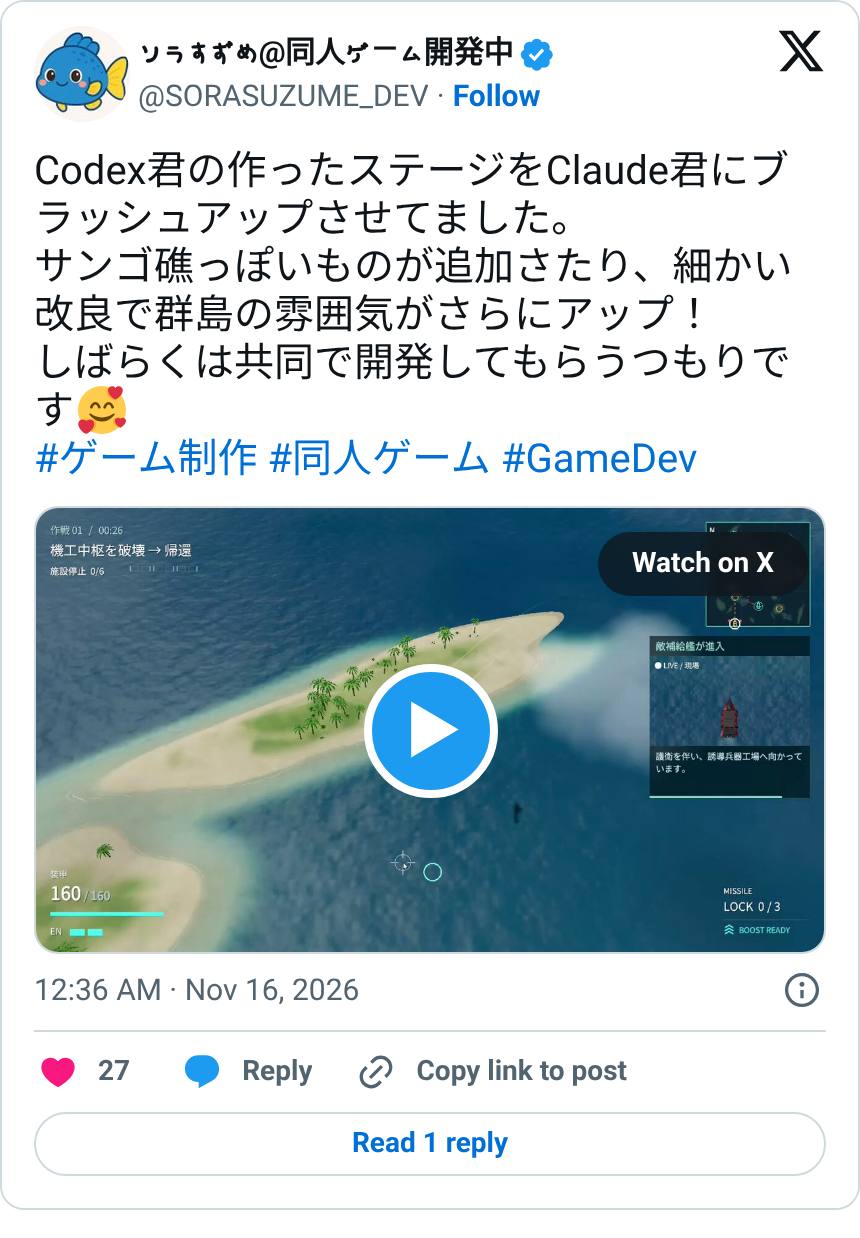 ソラすずめ@同人ゲーム開発中
@SORASUZUME_DEV · Follow
Codex君の作ったステージをClaude君にブ
ラッシュアップさせてました。
サンゴ礁っぽいものが追加さたり、細かい
改良で群島の雰囲気がさらにアップ！
しばらくは共同で開発してもらうつもりで
す🥰
#ゲーム制作 #同人ゲーム #GameDev
作戦 01 / 00:26
機工中枢を破壊 → 帰還
施設停止 0/6
Watch on X
N
敵補給艦が進入
LIVE / 現場
護衛を伴い、誘導兵器工場へ向かって
います。
装甲
160 / 160
EN
MISSILE
LOCK 0 / 3
BOOST READY
12:36 AM · Nov 16, 2026
27
Reply
Copy link to post
Read 1 reply